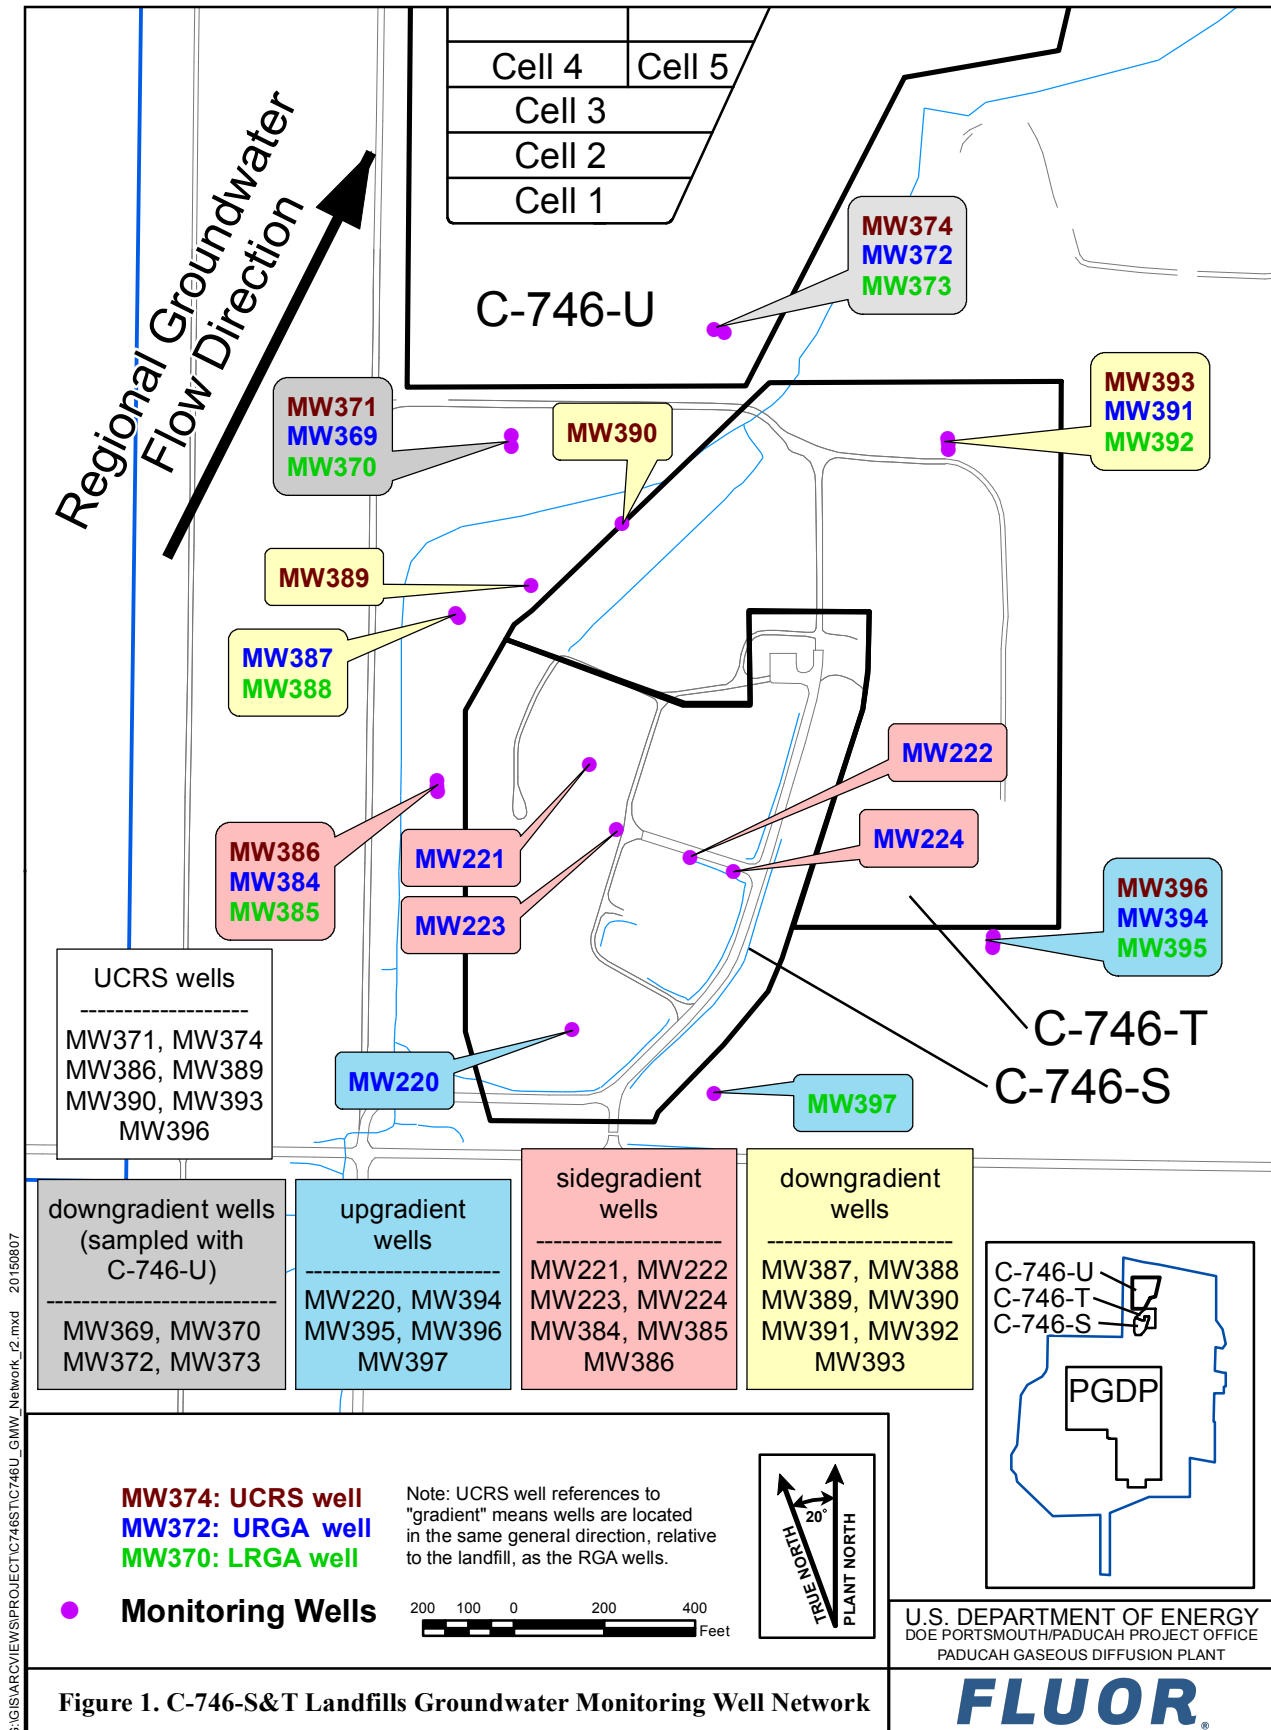 Cell 4
Cell 5
Cell 3
Cell 2
Cell 1
Regional Groundwater
Flow Direction
C-746-U
MW374
MW372
MW373
MW371
MW369
MW370
MW390
MW393
MW391
MW392
MW389
MW387
MW388
MW222
MW224
MW386
MW384
MW385
MW221
MW223
MW396
MW394
MW395
MW220
MW397
C-746-T
C-746-S
UCRS wells
-------------------
MW371, MW374
MW386, MW389
MW390, MW393
MW396
downgradient wells
(sampled with
C-746-U)
--------------------------
MW369, MW370
MW372, MW373
upgradient
wells
----------------------
MW220, MW394
MW395, MW396
MW397
sidegradient
wells
---------------------
MW221, MW222
MW223, MW224
MW384, MW385
MW386
downgradient
wells
---------------------
MW387, MW388
MW389, MW390
MW391, MW392
MW393
C-746-U
C-746-T
C-746-S
PGDP
MW374: UCRS well
MW372: URGA well
MW370: LRGA well
Monitoring Wells
Note: UCRS well references to
"gradient" means wells are located
in the same general direction, relative
to the landfill, as the RGA wells.
200 100 0 200 400
Feet
20°
TRUE NORTH
PLANT NORTH
U.S. DEPARTMENT OF ENERGY
DOE PORTSMOUTH/PADUCAH PROJECT OFFICE
PADUCAH GASEOUS DIFFUSION PLANT
Figure 1. C-746-S&T Landfills Groundwater Monitoring Well Network
FLUOR®
S:\GIS\ARCVIEWS\PROJECT\C746ST\C746U_GMW_Network_r2.mxd 20150807